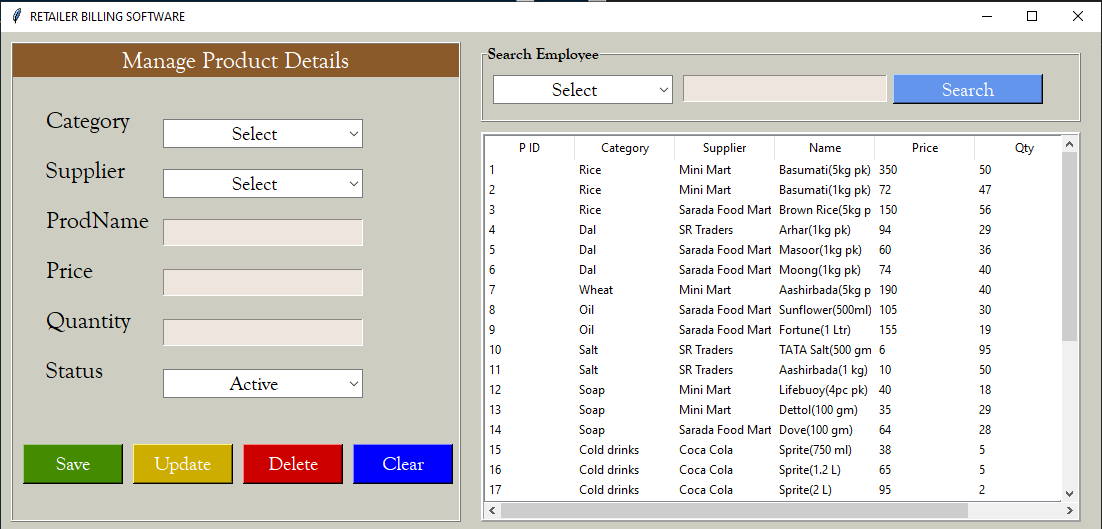 RETAILER BILLING SOFTWARE
Manage Product Details
Category Select
Supplier Select
ProdName
Price
Quantity
Status Active
Save Update Delete Clear
Search Employee
Select Search
P ID Category Supplier Name Price Qty
1 Rice Mini Mart Basumati(5kg pk) 350 50
2 Rice Mini Mart Basumati(1kg pk) 72 47
3 Rice Sarada Food Mart Brown Rice(5kg p 150 56
4 Dal SR Traders Arhar(1kg pk) 94 29
5 Dal Sarada Food Mart Masoor(1kg pk) 60 36
6 Dal Sarada Food Mart Moong(1kg pk) 74 40
7 Wheat Mini Mart Aashirbada(5kg p 190 40
8 Oil Sarada Food Mart Sunflower(500ml) 105 30
9 Oil Sarada Food Mart Fortune(1 Ltr) 155 19
10 Salt SR Traders TATA Salt(500 gm 6 95
11 Salt SR Traders Aashirbada(1 kg) 10 50
12 Soap Mini Mart Lifebuoy(4pc pk) 40 18
13 Soap Mini Mart Dettol(100 gm) 35 29
14 Soap Sarada Food Mart Dove(100 gm) 64 28
15 Cold drinks Coca Cola Sprite(750 ml) 38 5
16 Cold drinks Coca Cola Sprite(1.2 L) 65 5
17 Cold drinks Coca Cola Sprite(2 L) 95 2